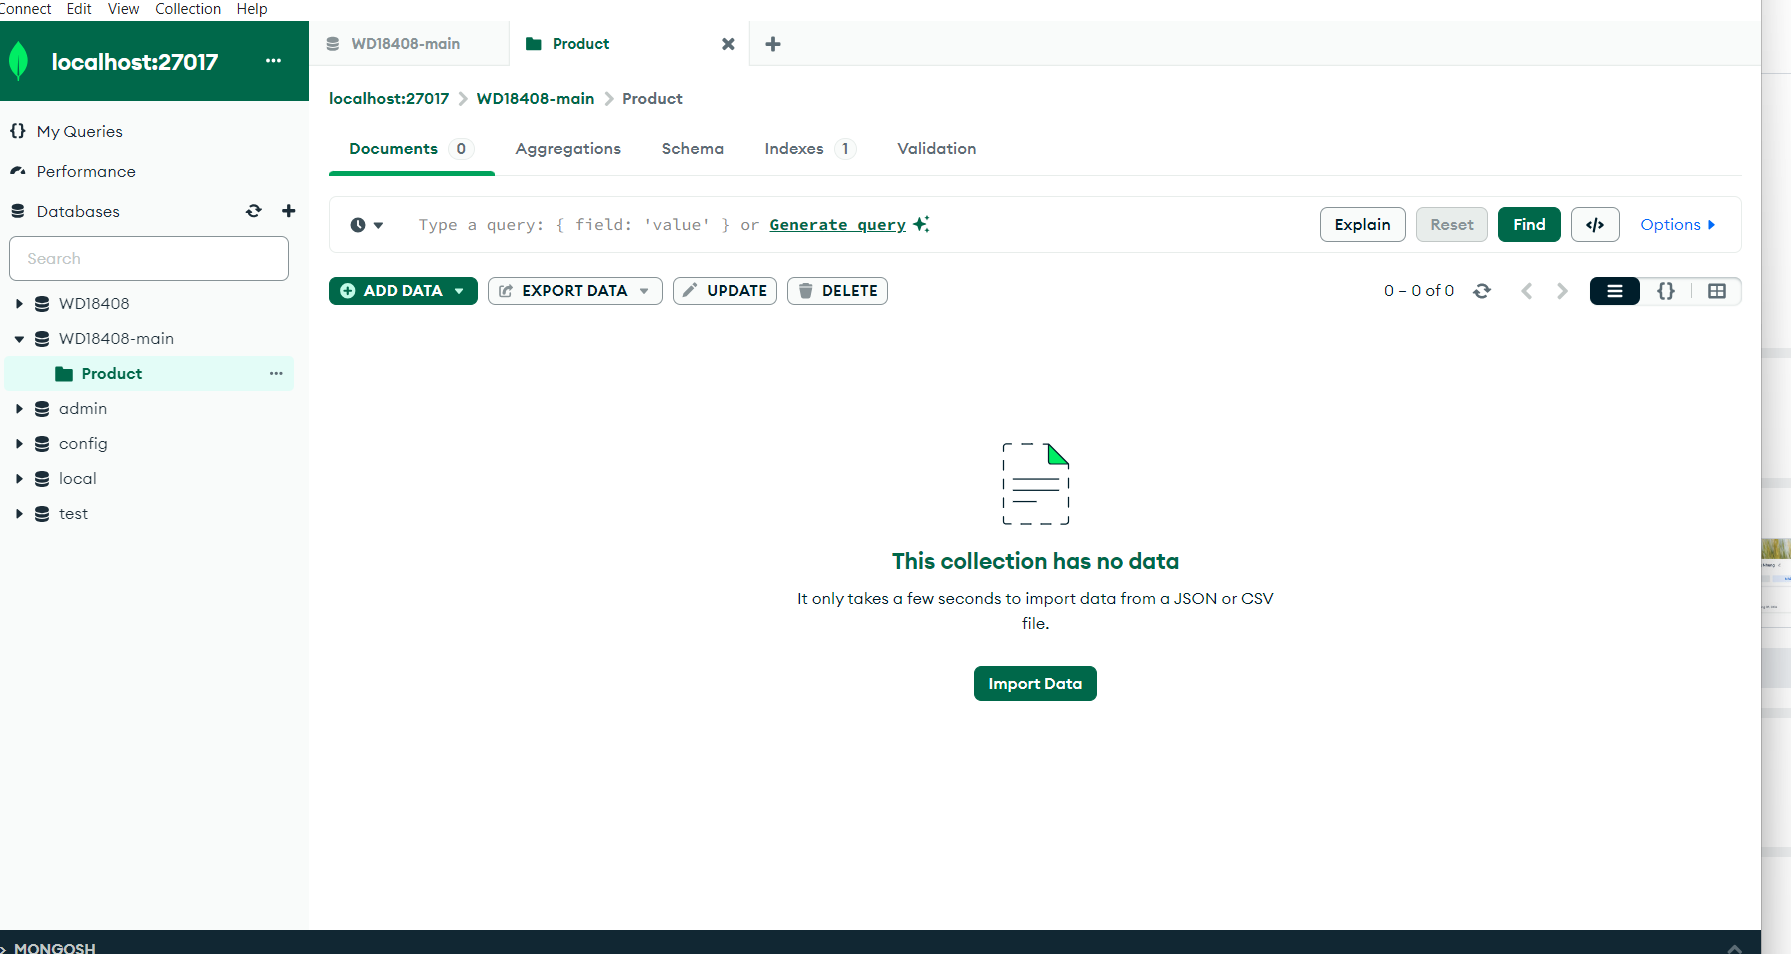 Connect Edit View Collection Help
localhost:27017 ...
WD18408-main
Product
localhost:27017 > WD18408-main > Product
{} My Queries
Performance
Databases
Search
WD18408
WD18408-main
Product ...
admin
config
local
test
Documents 0 Aggregations Schema Indexes 1 Validation
Type a query: { field: 'value' } or Generate query
Explain Reset Find </> Options
ADD DATA EXPORT DATA UPDATE DELETE
0 – 0 of 0 {}
This collection has no data
It only takes a few seconds to import data from a JSON or CSV
file.
Import Data
> MONGOSH